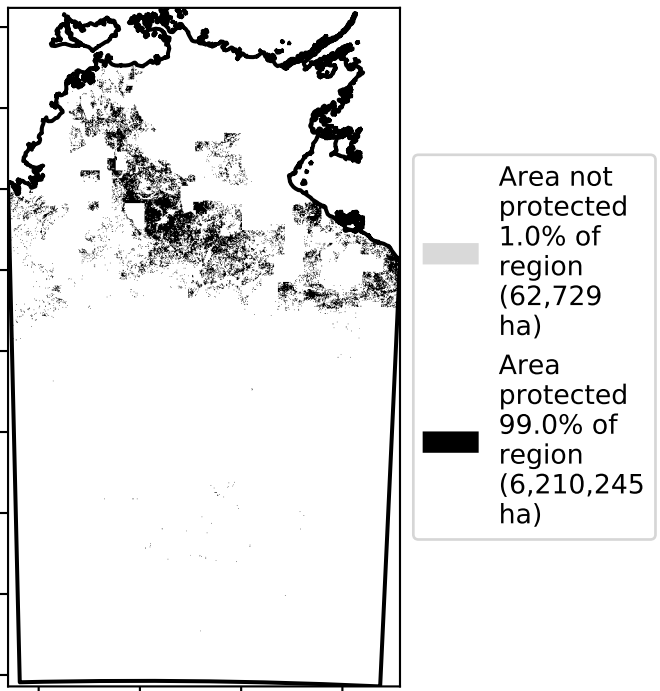 Area not
protected
1.0% of
region
(62,729
ha)
Area
protected
99.0% of
region
(6,210,245
ha)